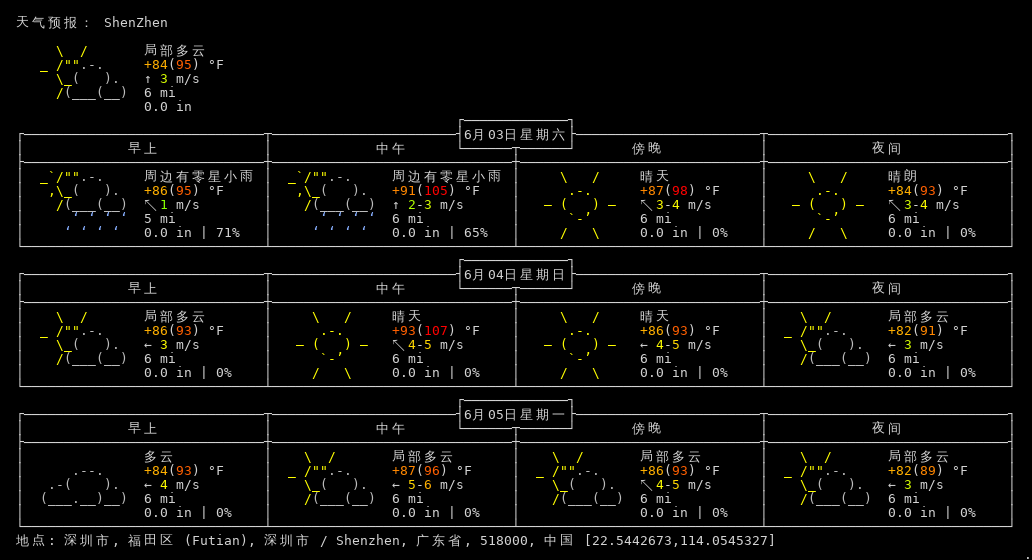 天气预报： ShenZhen
局部多云
+84(95) °F
↑ 3 m/s
6 mi
0.0 in
6月03日星期六
早上 中午 傍晚 夜间
周边有零星小雨 周边有零星小雨 晴天 晴朗
+86(95) °F +91(105) °F +87(98) °F +84(93) °F
↖ 1 m/s ↑ 2-3 m/s ↖ 3-4 m/s ↖ 3-4 m/s
5 mi 6 mi 6 mi 6 mi
0.0 in | 71% 0.0 in | 65% 0.0 in | 0% 0.0 in | 0%
6月04日星期日
早上 中午 傍晚 夜间
局部多云 晴天 晴天 局部多云
+86(93) °F +93(107) °F +86(93) °F +82(91) °F
← 3 m/s ↖ 4-5 m/s ← 4-5 m/s ← 3 m/s
6 mi 6 mi 6 mi 6 mi
0.0 in | 0% 0.0 in | 0% 0.0 in | 0% 0.0 in | 0%
6月05日星期一
早上 中午 傍晚 夜间
多云 局部多云 局部多云 局部多云
+84(93) °F +87(96) °F +86(93) °F +82(89) °F
← 4 m/s ← 5-6 m/s ↖ 4-5 m/s ← 3 m/s
6 mi 6 mi 6 mi 6 mi
0.0 in | 0% 0.0 in | 0% 0.0 in | 0% 0.0 in | 0%
地点: 深圳市, 福田区 (Futian), 深圳市 / Shenzhen, 广东省, 518000, 中国 [22.5442673,114.0545327]